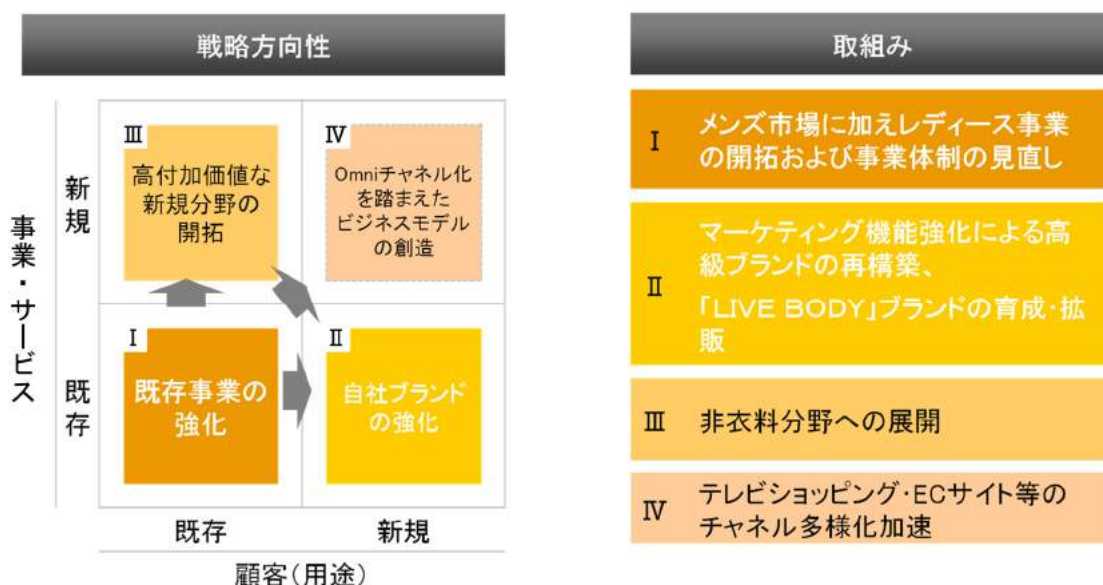 戦略方向性
事業・サービス
新規
既存
Ⅲ
高付加価値な
新規分野の
開拓
Ⅳ
Omniチャネル化
を踏まえた
ビジネスモデル
の創造
Ⅰ
既存事業の
強化
Ⅱ
自社ブランド
の強化
既存
新規
顧客(用途)
取組み
Ⅰ
メンズ市場に加えレディース事業
の開拓および事業体制の見直し
Ⅱ
マーケティング機能強化による高
級ブランドの再構築、
「LIVE BODY」ブランドの育成・拡
販
Ⅲ
非衣料分野への展開
Ⅳ
テレビショッピング・ECサイト等の
チャネル多様化加速